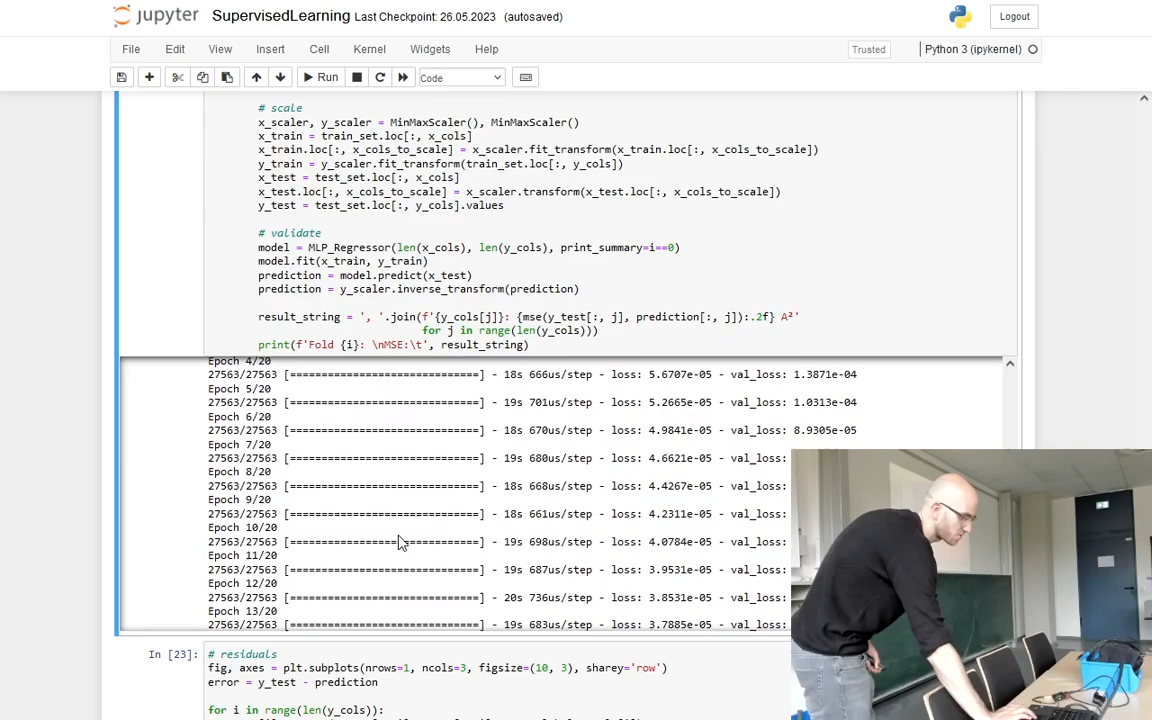 jupyter SupervisedLearning Last Checkpoint: 26.05.2023 (autosaved)
Logout
File Edit View Insert Cell Kernel Widgets Help
Trusted
Python 3 (ipykernel)
Run
Code
# scale
x_scaler, y_scaler = MinMaxScaler(), MinMaxScaler()
x_train = train_set.loc[:, x_cols]
x_train.loc[:, x_cols_to_scale] = x_scaler.fit_transform(x_train.loc[:, x_cols_to_scale])
y_train = y_scaler.fit_transform(train_set.loc[:, y_cols])
x_test = test_set.loc[:, x_cols]
x_test.loc[:, x_cols_to_scale] = x_scaler.transform(x_test.loc[:, x_cols_to_scale])
y_test = test_set.loc[:, y_cols].values
# validate
model = MLP_Regressor(len(x_cols), len(y_cols), print_summary=i==0)
model.fit(x_train, y_train)
prediction = model.predict(x_test)
prediction = y_scaler.inverse_transform(prediction)
result_string = ', '.join(f'{y_cols[j]}: {mse(y_test[:, j], prediction[:, j]):.2f} A²'
for j in range(len(y_cols)))
print(f'Fold {i}: \nMSE:\t', result_string)
Epoch 4/20
27563/27563 [==============================] - 18s 666us/step - loss: 5.6707e-05 - val_loss: 1.3871e-04
Epoch 5/20
27563/27563 [==============================] - 19s 701us/step - loss: 5.2665e-05 - val_loss: 1.0313e-04
Epoch 6/20
27563/27563 [==============================] - 18s 670us/step - loss: 4.9841e-05 - val_loss: 8.9305e-05
Epoch 7/20
27563/27563 [==============================] - 19s 680us/step - loss: 4.6621e-05 - val_loss:
Epoch 8/20
27563/27563 [==============================] - 18s 668us/step - loss: 4.4267e-05 - val_loss:
Epoch 9/20
27563/27563 [==============================] - 18s 661us/step - loss: 4.2311e-05 - val_loss:
Epoch 10/20
27563/27563 [==============================] - 19s 698us/step - loss: 4.0784e-05 - val_loss:
Epoch 11/20
27563/27563 [==============================] - 19s 687us/step - loss: 3.9531e-05 - val_loss:
Epoch 12/20
27563/27563 [==============================] - 20s 736us/step - loss: 3.8531e-05 - val_loss:
Epoch 13/20
27563/27563 [==============================] - 19s 683us/step - loss: 3.7885e-05 - val_loss:
In [23]:
# residuals
fig, axes = plt.subplots(nrows=1, ncols=3, figsize=(10, 3), sharey='row')
error = y_test - prediction
for i in range(len(y_cols)):